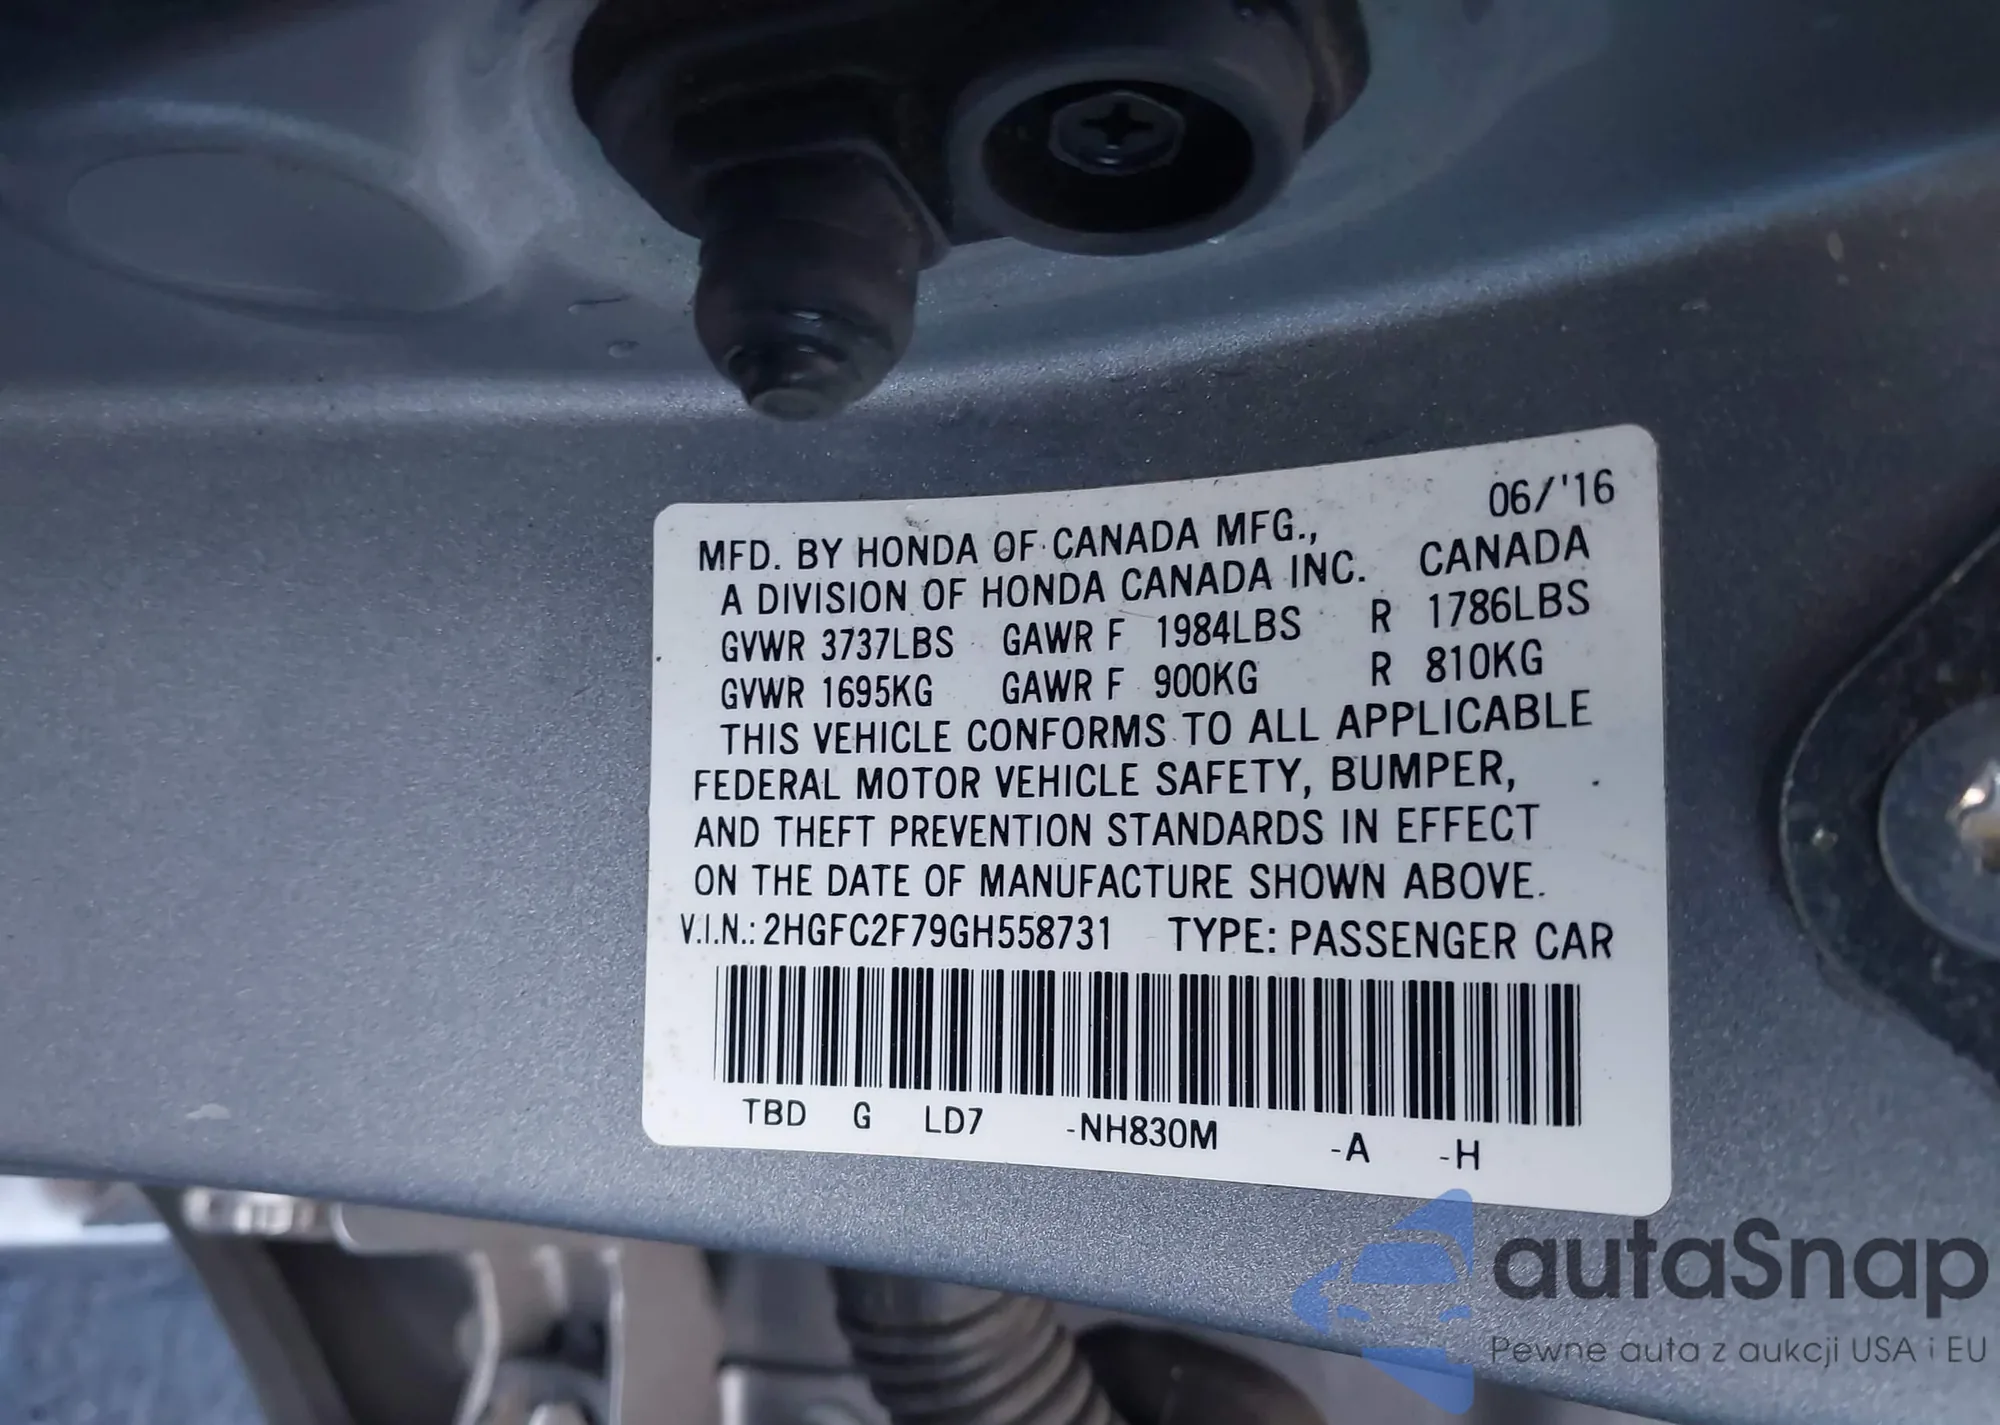 06/'16
MFD. BY HONDA OF CANADA MFG.,
A DIVISION OF HONDA CANADA INC. CANADA
GVWR 3737LBS GAWR F 1984LBS R 1786LBS
GVWR 1695KG GAWR F 900KG R 810KG
THIS VEHICLE CONFORMS TO ALL APPLICABLE
FEDERAL MOTOR VEHICLE SAFETY, BUMPER,
AND THEFT PREVENTION STANDARDS IN EFFECT
ON THE DATE OF MANUFACTURE SHOWN ABOVE.
V.I.N.: 2HGFC2F79GH558731 TYPE: PASSENGER CAR
TBD G LD7 -NH830M -A -H
autaSnap
Pewne auta z aukcji USA i EU